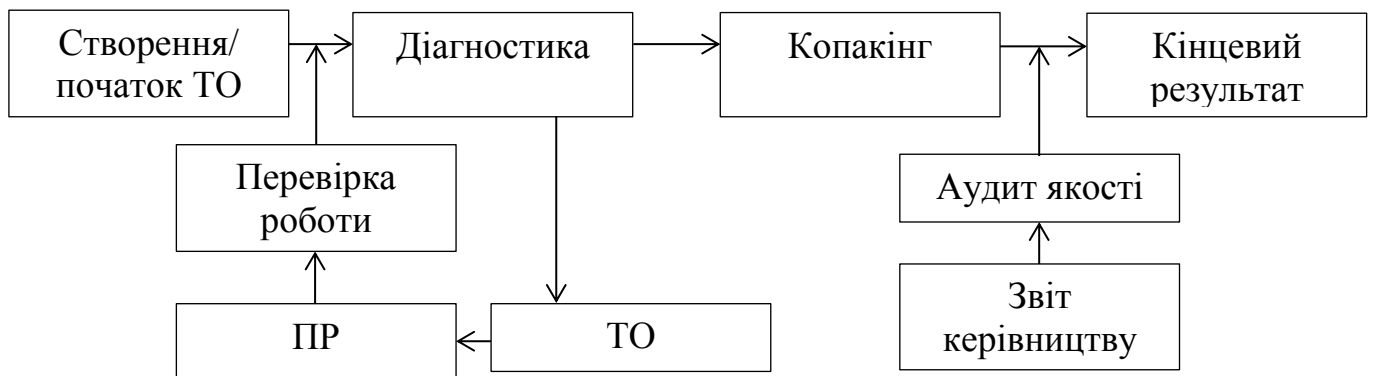 Створення/
початок ТО
Діагностика
Копакінг
Кінцевий
результат
Перевірка
роботи
Аудит якості
ПР
ТО
Звіт
керівництву